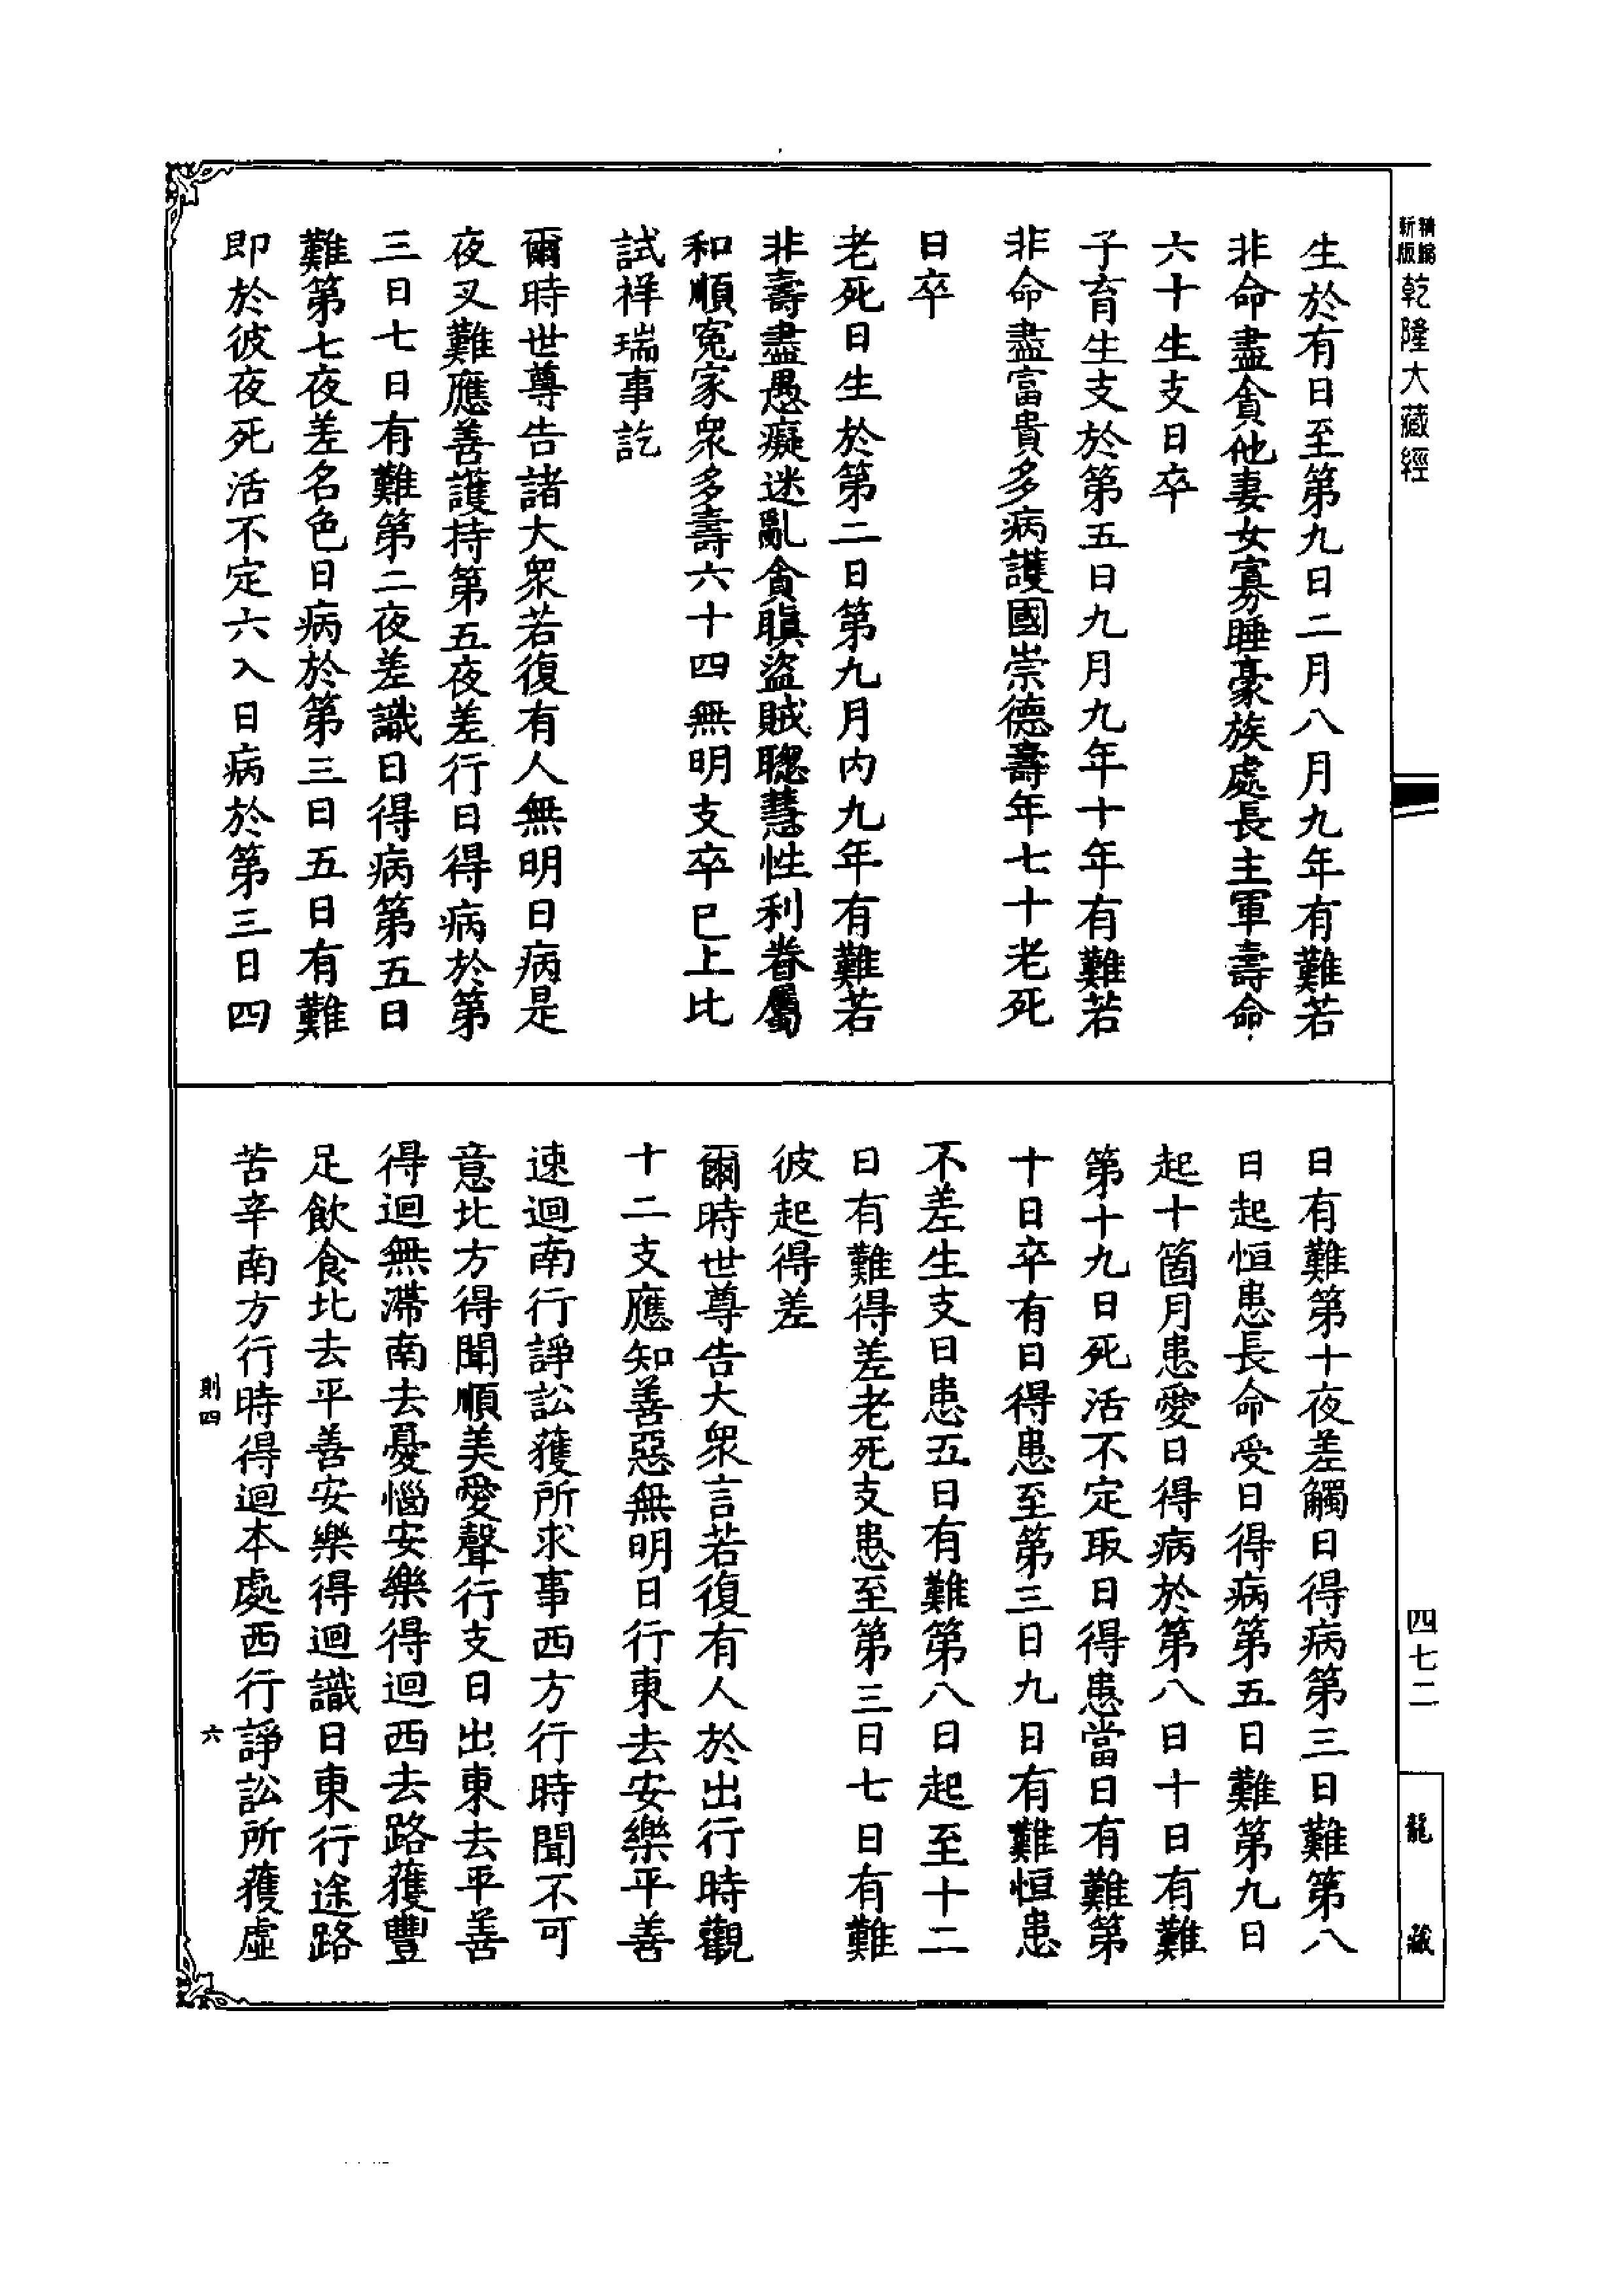 精編
新版
乾隆大藏經
生於有日至第九日二月八月九年有難若
非命盡貪他妻女寡睡豪族處長主軍壽命
六十生支日卒
子育生支於第五日九月九年十年有難若
非命盡富貴多病護國崇德壽年七十老死
日卒
老死日生於第二日第九月內九年有難若
非壽盡愚癡迷亂貪瞋盜賊聰慧性利眷屬
和順冤家衆多壽六十四無明支卒已上比
試祥瑞事訖
爾時世尊告諸大衆若復有人無明日病是
夜叉難應善護持第五夜差行日得病於第
三日七日有難第二夜差識日得病第五日
難第七夜差名色日病於第三日五日有難
即於彼夜死活不定六入日病於第三日四
日有難第十夜差觸日得病第三日難第八
日起恒患長命受日得病第五日難第九日
起十箇月患愛日得病於第八日十日有難
第十九日死活不定取日得患當日有難第
十日卒有日得患至第三日九日有難恒患
不差生支日患五日有難第八日起至十二
日有難得差老死支患至第三日七日有難
彼起得差
爾時世尊告大衆言若復有人於出行時觀
十二支應知善惡無明日行東去安樂平善
速迴南行諍訟獲所求事西方行時聞不可
意北方得聞順美愛聲行支日出東去平善
得迴無滯南去憂惱安樂得迴西去路獲豐
足飲食北去平善安樂得迴識日東行途路
苦辛南方行時得迴本處西行諍訟所獲虛
四七二
龍藏
則四
六